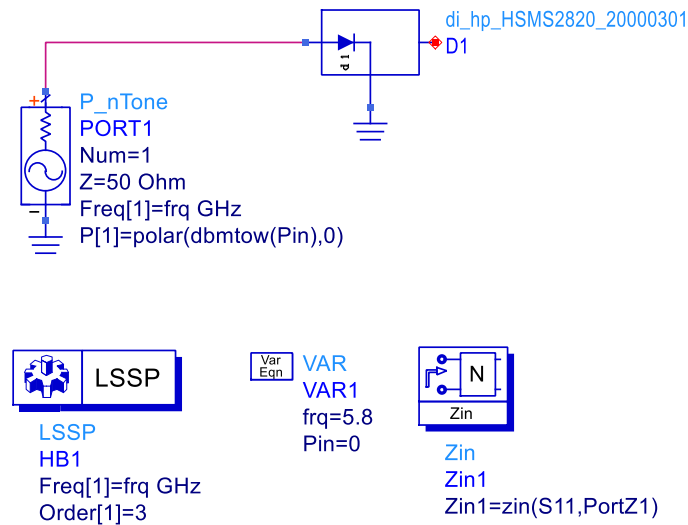 di_hp_HSMS2820_20000301
D1
d1
+
P_nTone
PORT1
Num=1
Z=50 Ohm
Freq[1]=frq GHz
P[1]=polar(dbmtow(Pin),0)
−
LSSP
LSSP
HB1
Freq[1]=frq GHz
Order[1]=3
Var
Eqn
VAR
VAR1
frq=5.8
Pin=0
N
Zin
Zin
Zin1
Zin1=zin(S11,PortZ1)